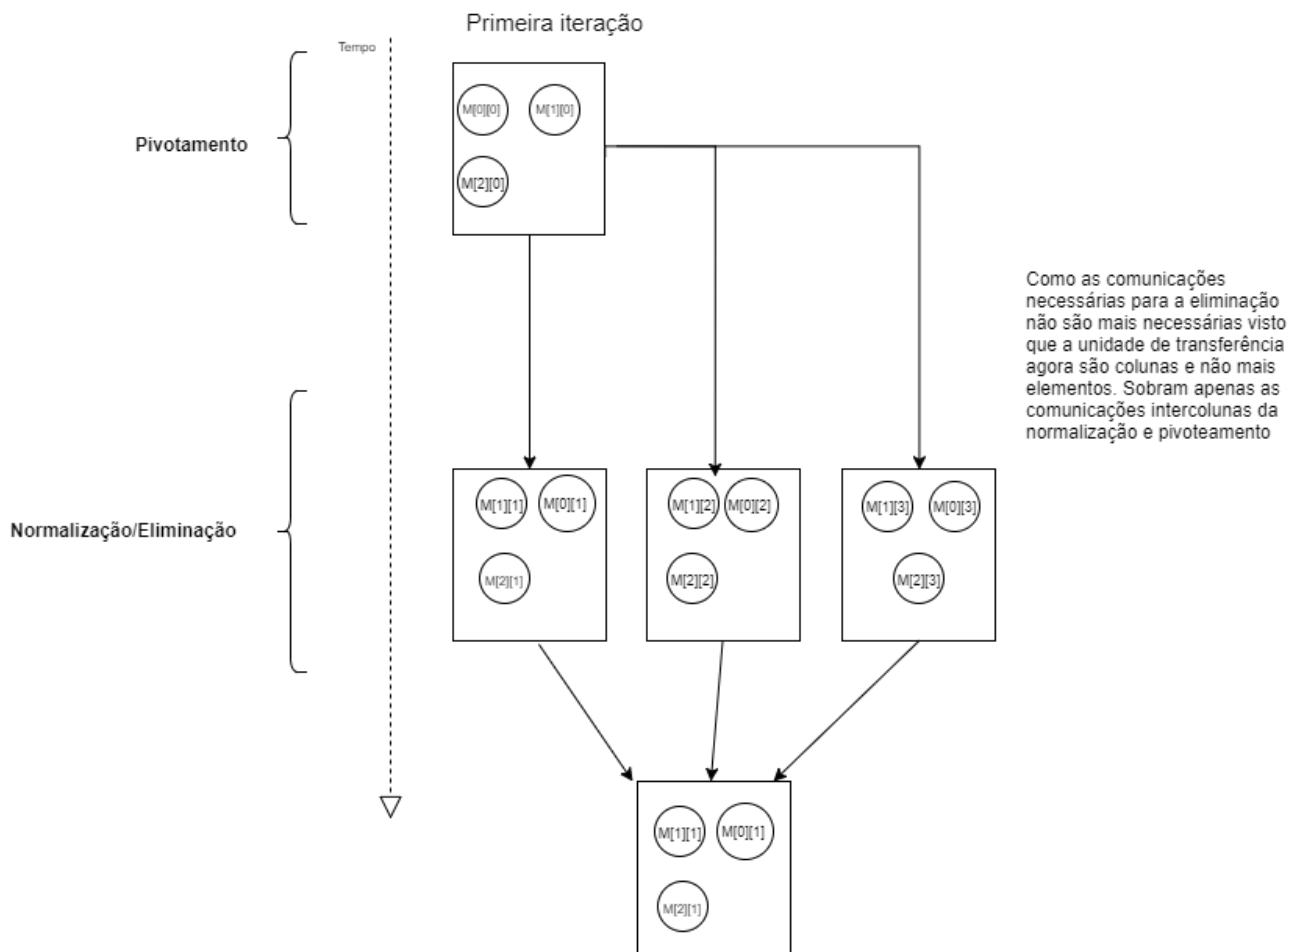 Primeira iteração
Tempo
M[0][0] M[1][0]
Pivotamento
M[2][0]
Como as comunicações
necessárias para a eliminação
não são mais necessárias visto
que a unidade de transferência
agora são colunas e não mais
elementos. Sobram apenas as
comunicações intercolunas da
normalização e pivoteamento
M[1][1] M[0][1] M[1][2] M[0][2] M[1][3] M[0][3]
Normalização/Eliminação
M[2][1] M[2][2] M[2][3]
M[1][1] M[0][1]
M[2][1]